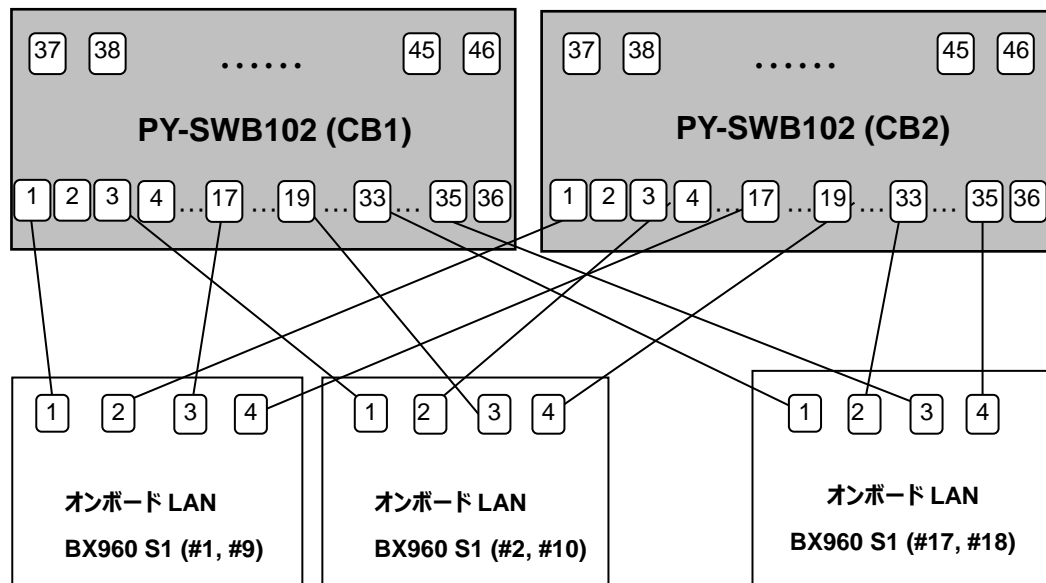 37 38 ...... 45 46
37 38 ...... 45 46
PY-SWB102 (CB1)
PY-SWB102 (CB2)
1 2 3 4 ... 17 ... 19 ... 33 ... 35 36
1 2 3 4 ... 17 ... 19 ... 33 ... 35 36
1 2 3 4
オンボード LAN
BX960 S1 (#1, #9)
1 2 3 4
オンボード LAN
BX960 S1 (#2, #10)
1 2 3 4
オンボード LAN
BX960 S1 (#17, #18)